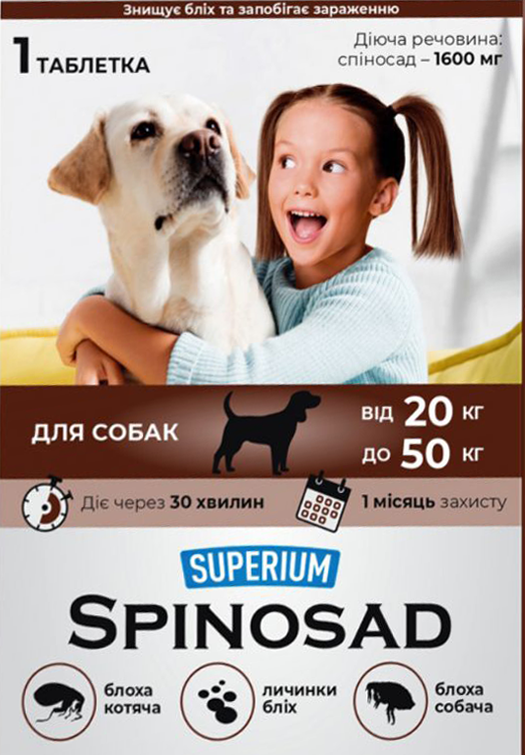 Знищує бліх та запобігає зараженню
1 ТАБЛЕТКА
Діюча речовина:
спіносад – 1600 мг
ДЛЯ СОБАК
ВІД 20 КГ
ДО 50 КГ
Діє через 30 ХВИЛИН
1 МІСЯЦЬ захисту
SUPERIUM
SPINOSAD
блоха
котяча
личинки
бліх
блоха
собача